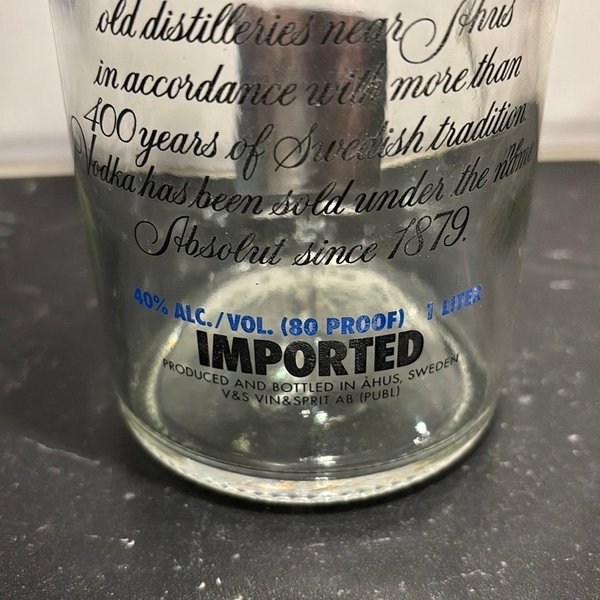 old distilleries near Åhus
in accordance with more than
400 years of Swedish tradition.
Vodka has been sold under the name
Absolut since 1879.
40% ALC./VOL. (80 PROOF) 1 LITER
IMPORTED
PRODUCED AND BOTTLED IN ÅHUS, SWEDEN
V&S VIN&SPRIT AB (PUBL)